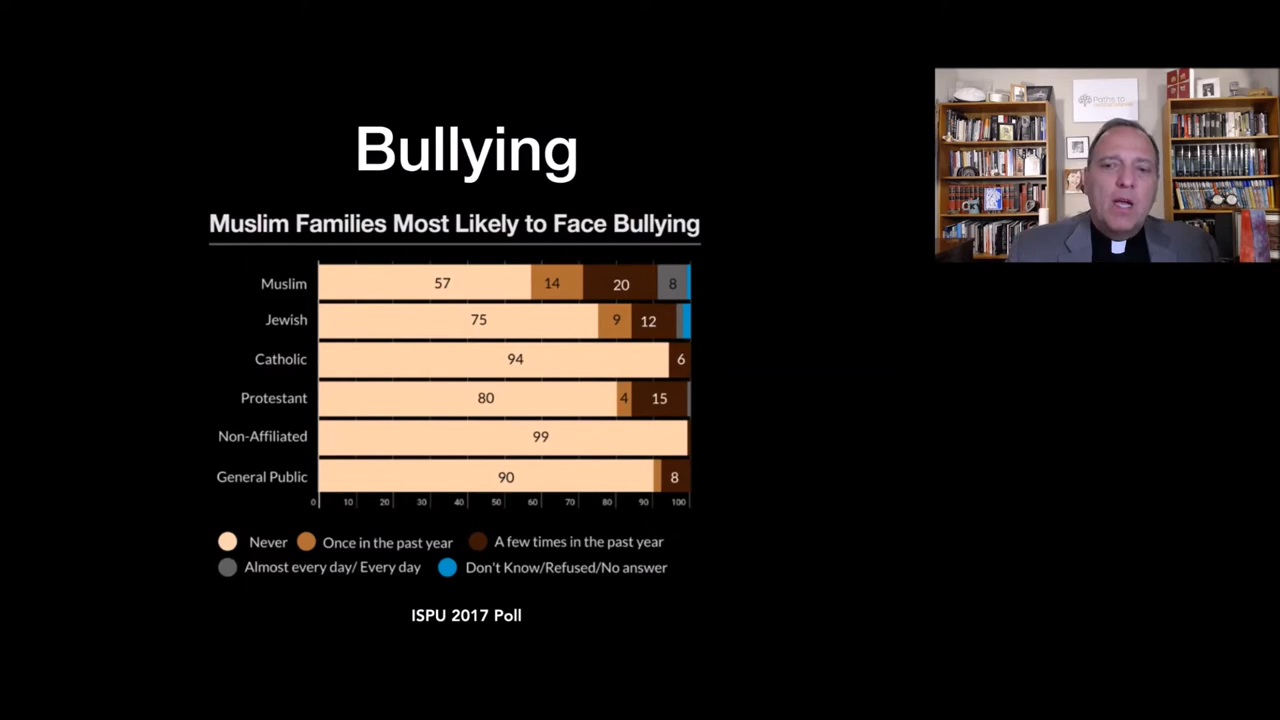 Bullying
Muslim Families Most Likely to Face Bullying
Muslim 57 14 20 8
Jewish 75 9 12
Catholic 94 6
Protestant 80 4 15
Non-Affiliated 99
General Public 90 8
0 10 20 30 40 50 60 70 80 90 100
Never Once in the past year A few times in the past year
Almost every day/ Every day Don't Know/Refused/No answer
ISPU 2017 Poll
Paths to